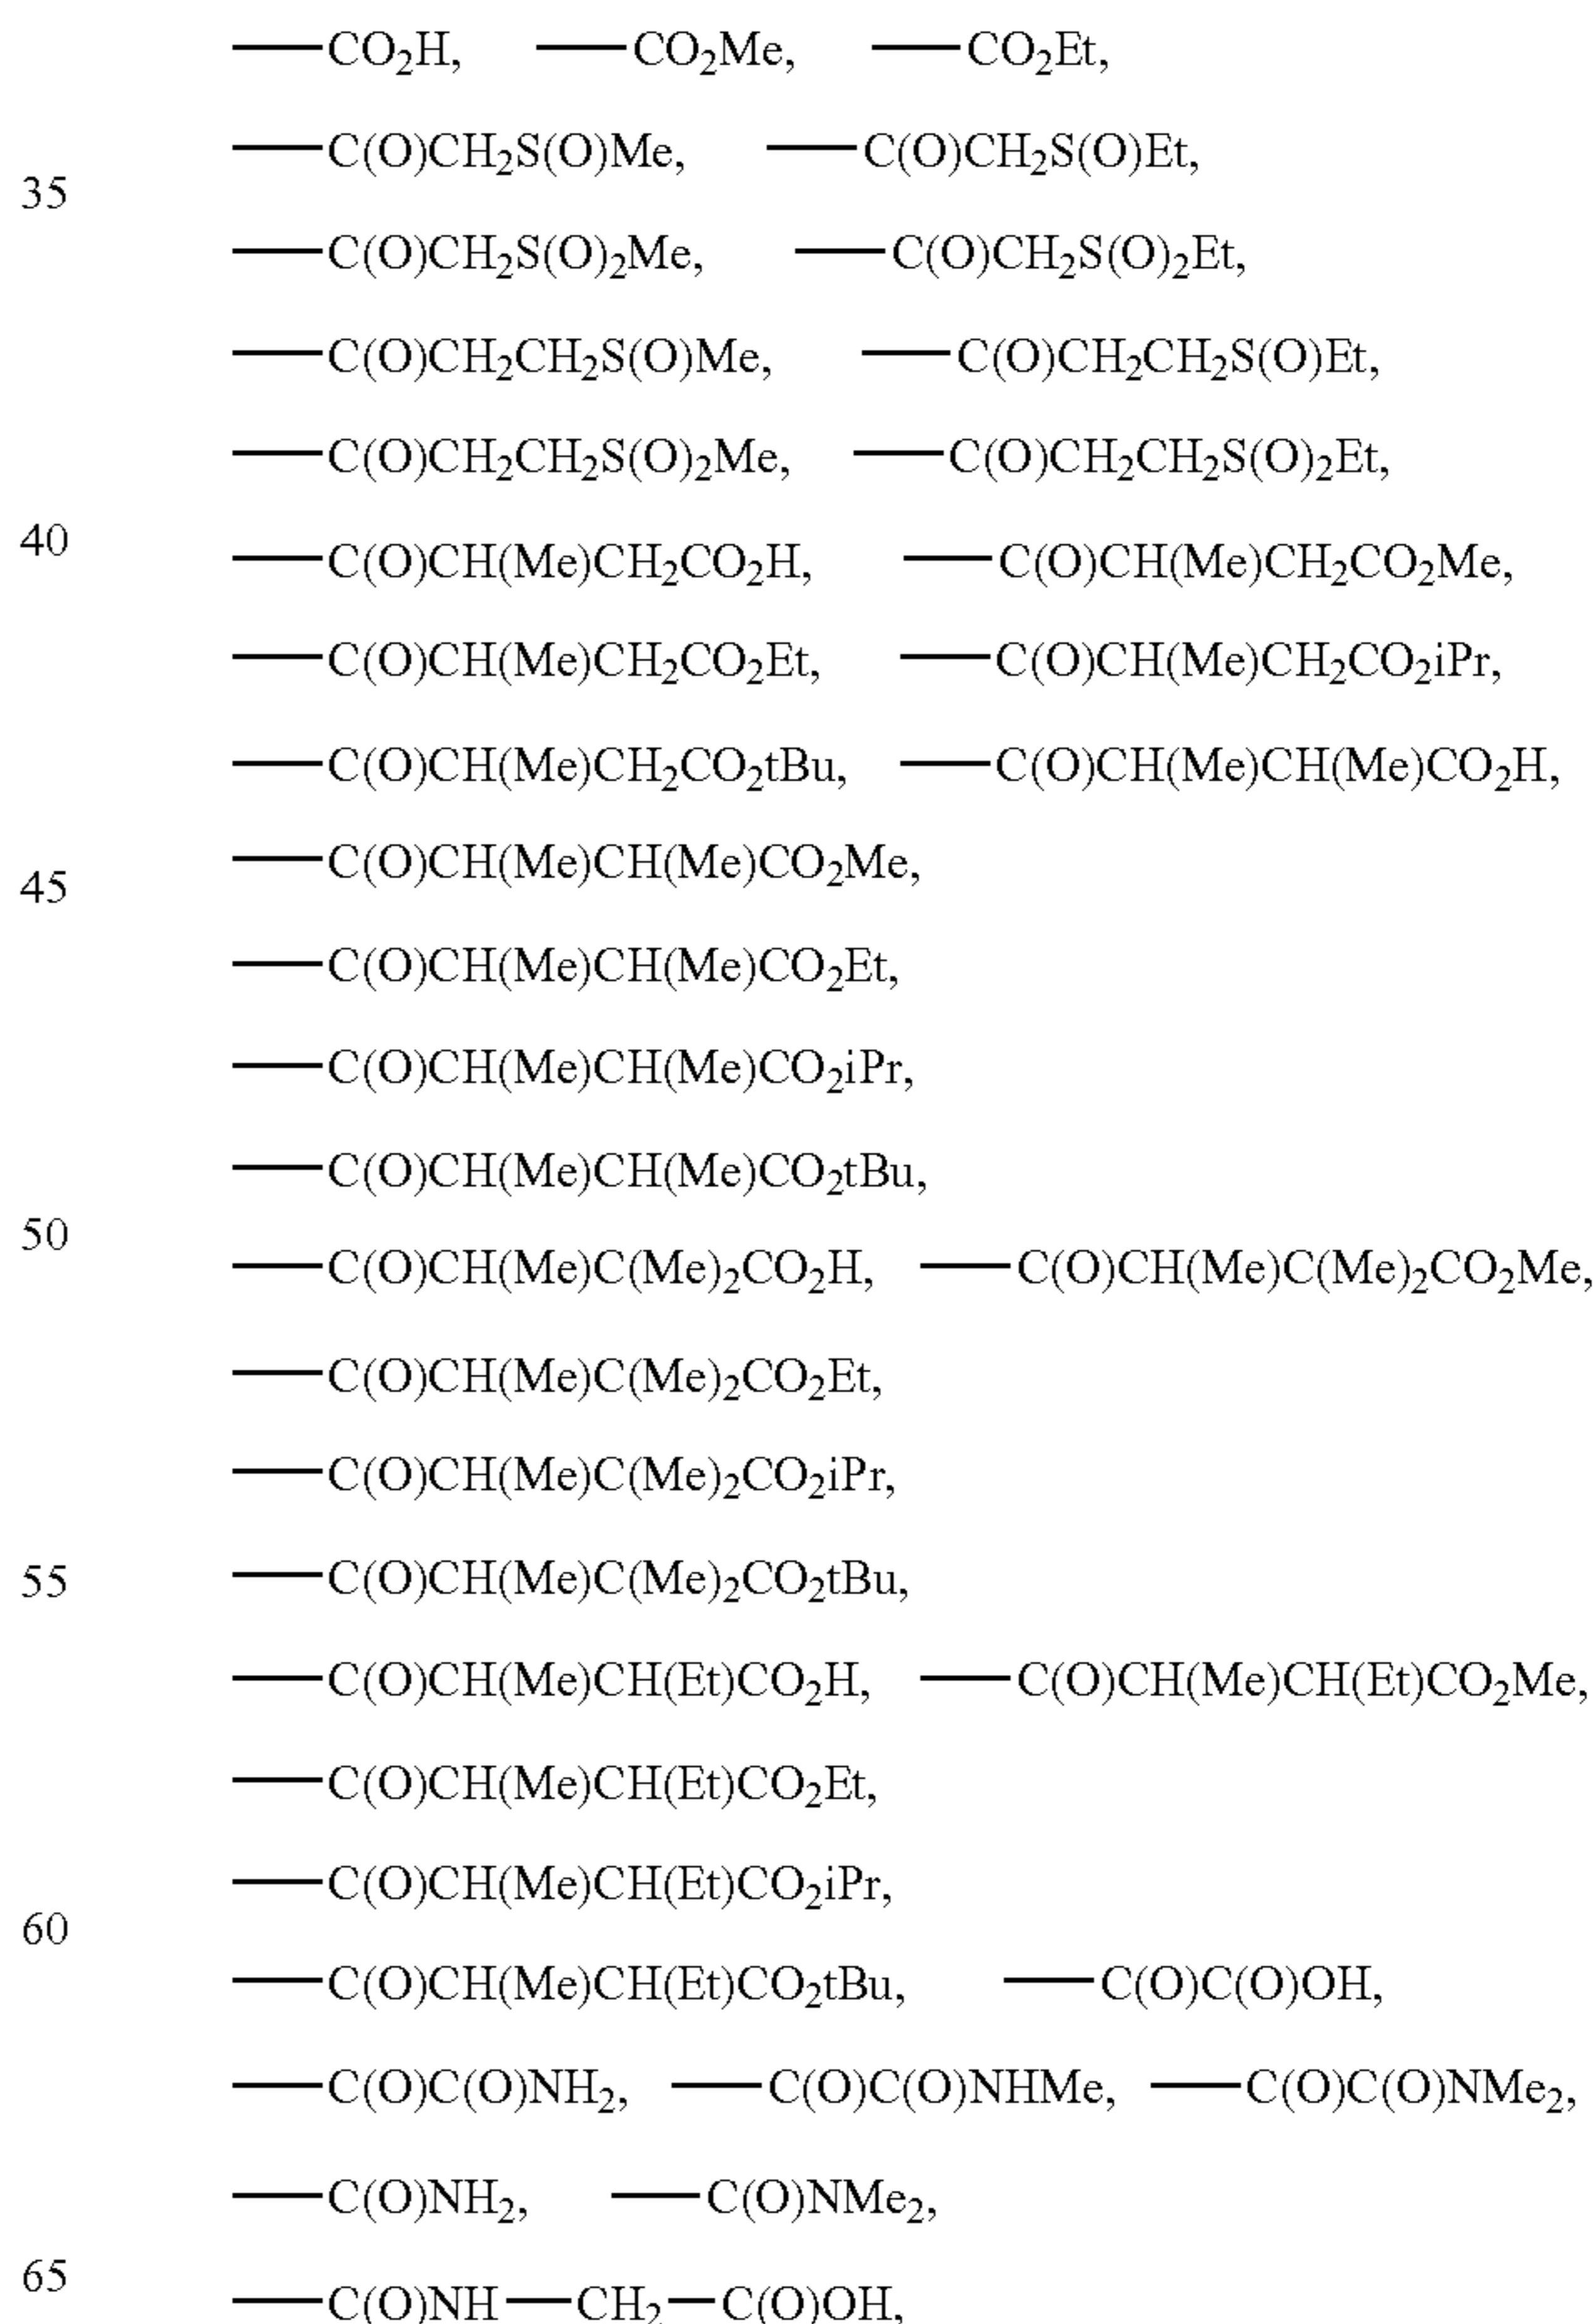 —CO₂H, —CO₂Me, —CO₂Et,
—C(O)CH₂S(O)Me, —C(O)CH₂S(O)Et,
35
—C(O)CH₂S(O)₂Me, —C(O)CH₂S(O)₂Et,
—C(O)CH₂CH₂S(O)Me, —C(O)CH₂CH₂S(O)Et,
—C(O)CH₂CH₂S(O)₂Me, —C(O)CH₂CH₂S(O)₂Et,
40
—C(O)CH(Me)CH₂CO₂H, —C(O)CH(Me)CH₂CO₂Me,
—C(O)CH(Me)CH₂CO₂Et, —C(O)CH(Me)CH₂CO₂iPr,
—C(O)CH(Me)CH₂CO₂tBu, —C(O)CH(Me)CH(Me)CO₂H,
—C(O)CH(Me)CH(Me)CO₂Me,
45
—C(O)CH(Me)CH(Me)CO₂Et,
—C(O)CH(Me)CH(Me)CO₂iPr,
—C(O)CH(Me)CH(Me)CO₂tBu,
50
—C(O)CH(Me)C(Me)₂CO₂H, —C(O)CH(Me)C(Me)₂CO₂Me,
—C(O)CH(Me)C(Me)₂CO₂Et,
—C(O)CH(Me)C(Me)₂CO₂iPr,
55
—C(O)CH(Me)C(Me)₂CO₂tBu,
—C(O)CH(Me)CH(Et)CO₂H, —C(O)CH(Me)CH(Et)CO₂Me,
—C(O)CH(Me)CH(Et)CO₂Et,
—C(O)CH(Me)CH(Et)CO₂iPr,
60
—C(O)CH(Me)CH(Et)CO₂tBu, —C(O)C(O)OH,
—C(O)C(O)NH₂, —C(O)C(O)NHMe, —C(O)C(O)NMe₂,
—C(O)NH₂, —C(O)NMe₂,
65
—C(O)NH—CH₂—C(O)OH,